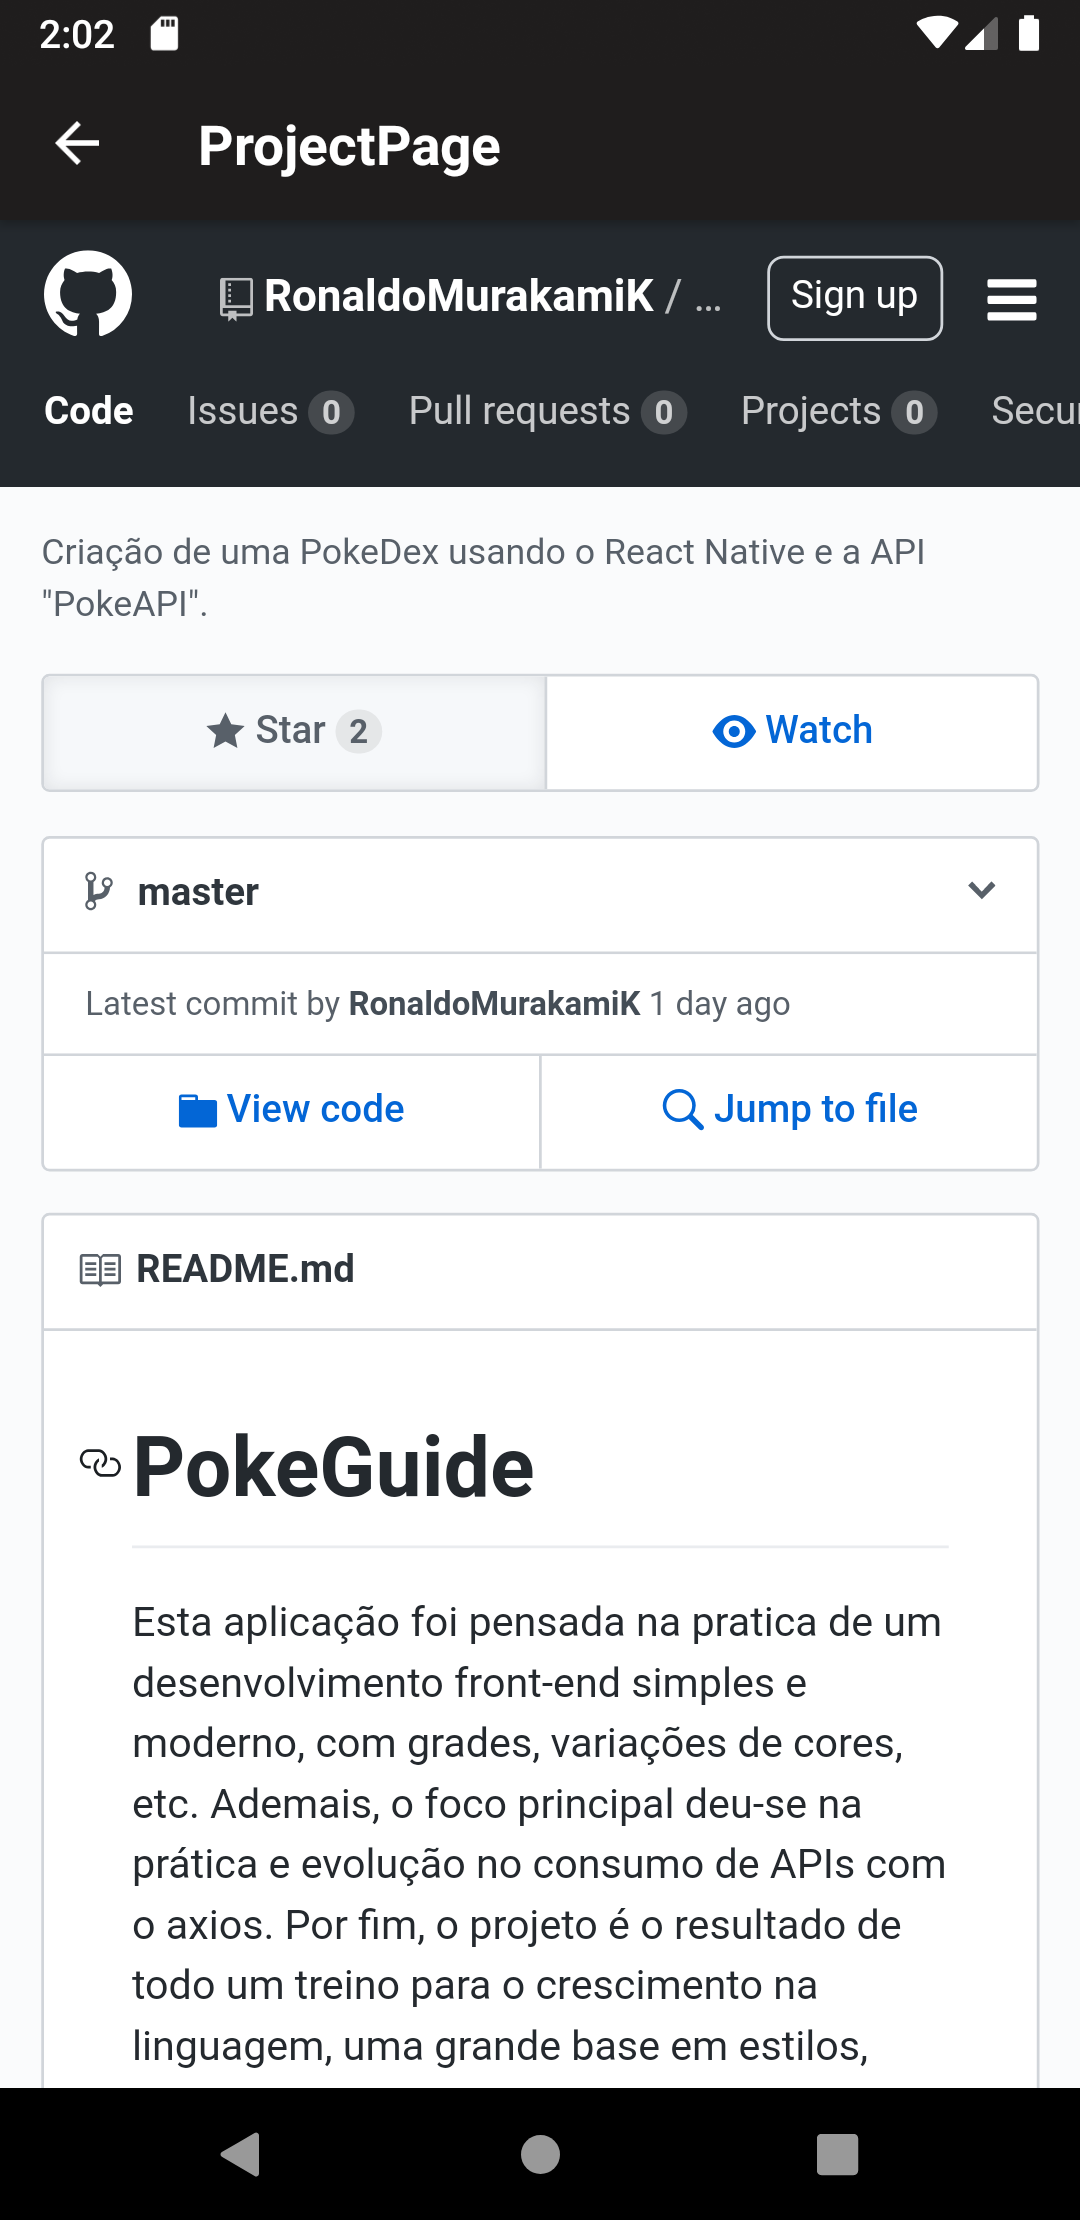 2:02
ProjectPage
RonaldoMurakamiK / ...
Sign up
Code Issues 0 Pull requests 0 Projects 0 Secur
Criação de uma PokeDex usando o React Native e a API
"PokeAPI".
Star 2
Watch
master
Latest commit by RonaldoMurakamiK 1 day ago
View code
Jump to file
README.md
PokeGuide
Esta aplicação foi pensada na pratica de um
desenvolvimento front-end simples e
moderno, com grades, variações de cores,
etc. Ademais, o foco principal deu-se na
prática e evolução no consumo de APIs com
o axios. Por fim, o projeto é o resultado de
todo um treino para o crescimento na
linguagem, uma grande base em estilos,